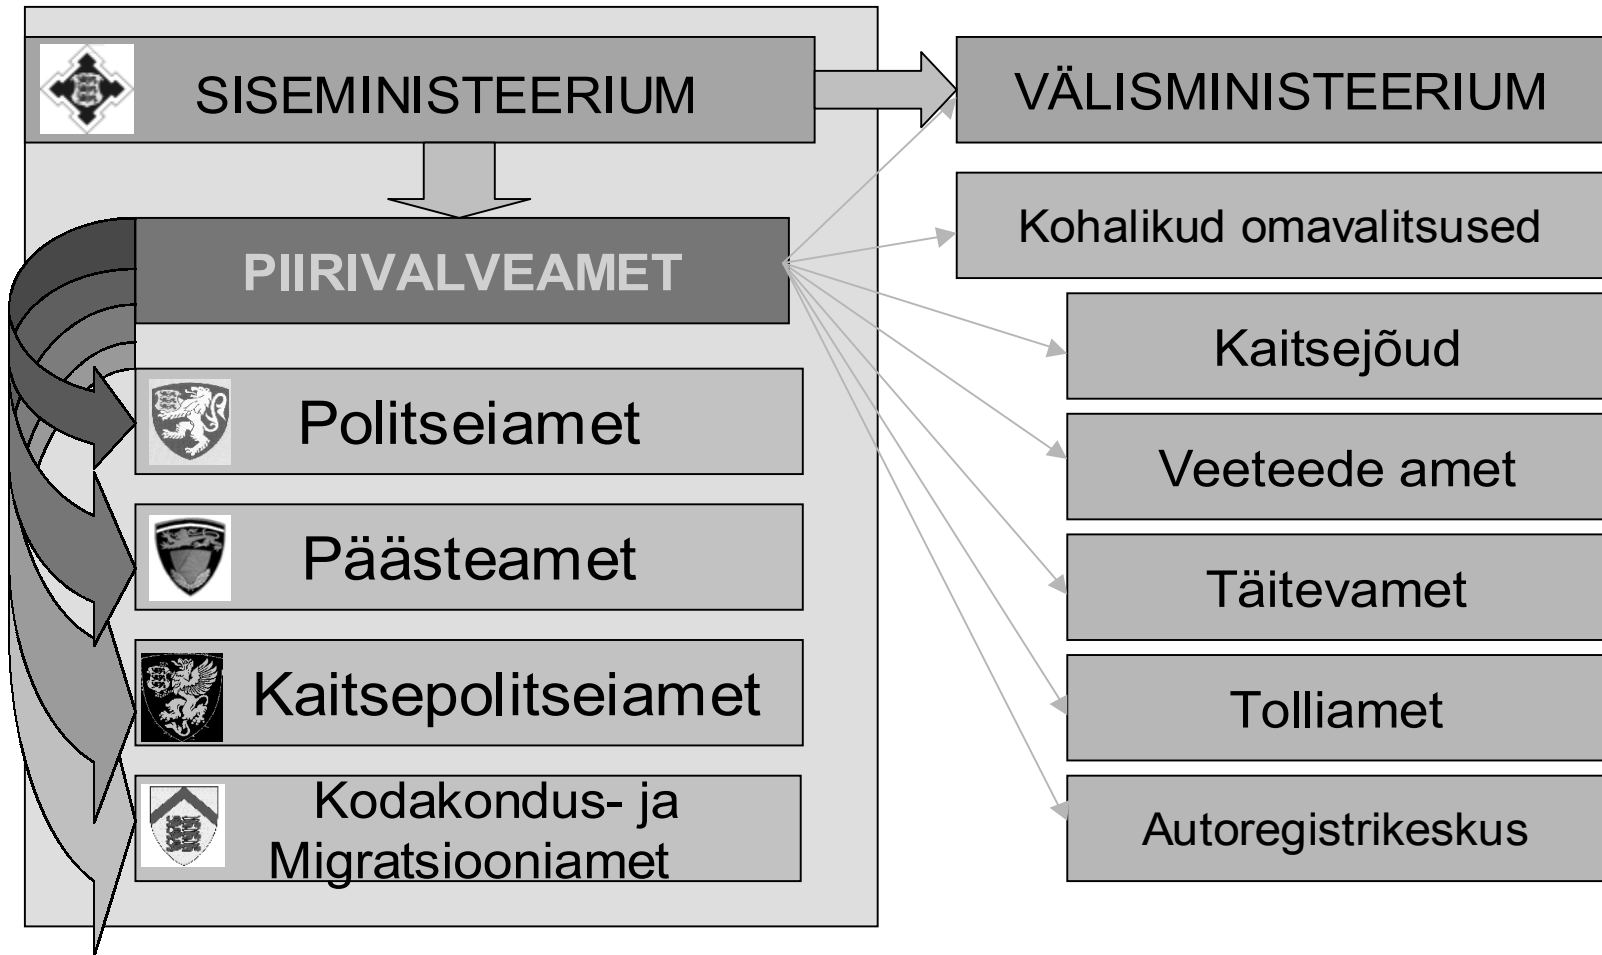 SISEMINISTEERIUM
PIIRIVALVEAMET
Politseiamet
Päästeamet
Kaitsepolitseiamet
Kodakondus- ja
Migratsiooniamet
VÄLISMINISTEERIUM
Kohalikud omavalitsused
Kaitsejõud
Veeteede amet
Täitevamet
Tolliamet
Autoregistrikeskus